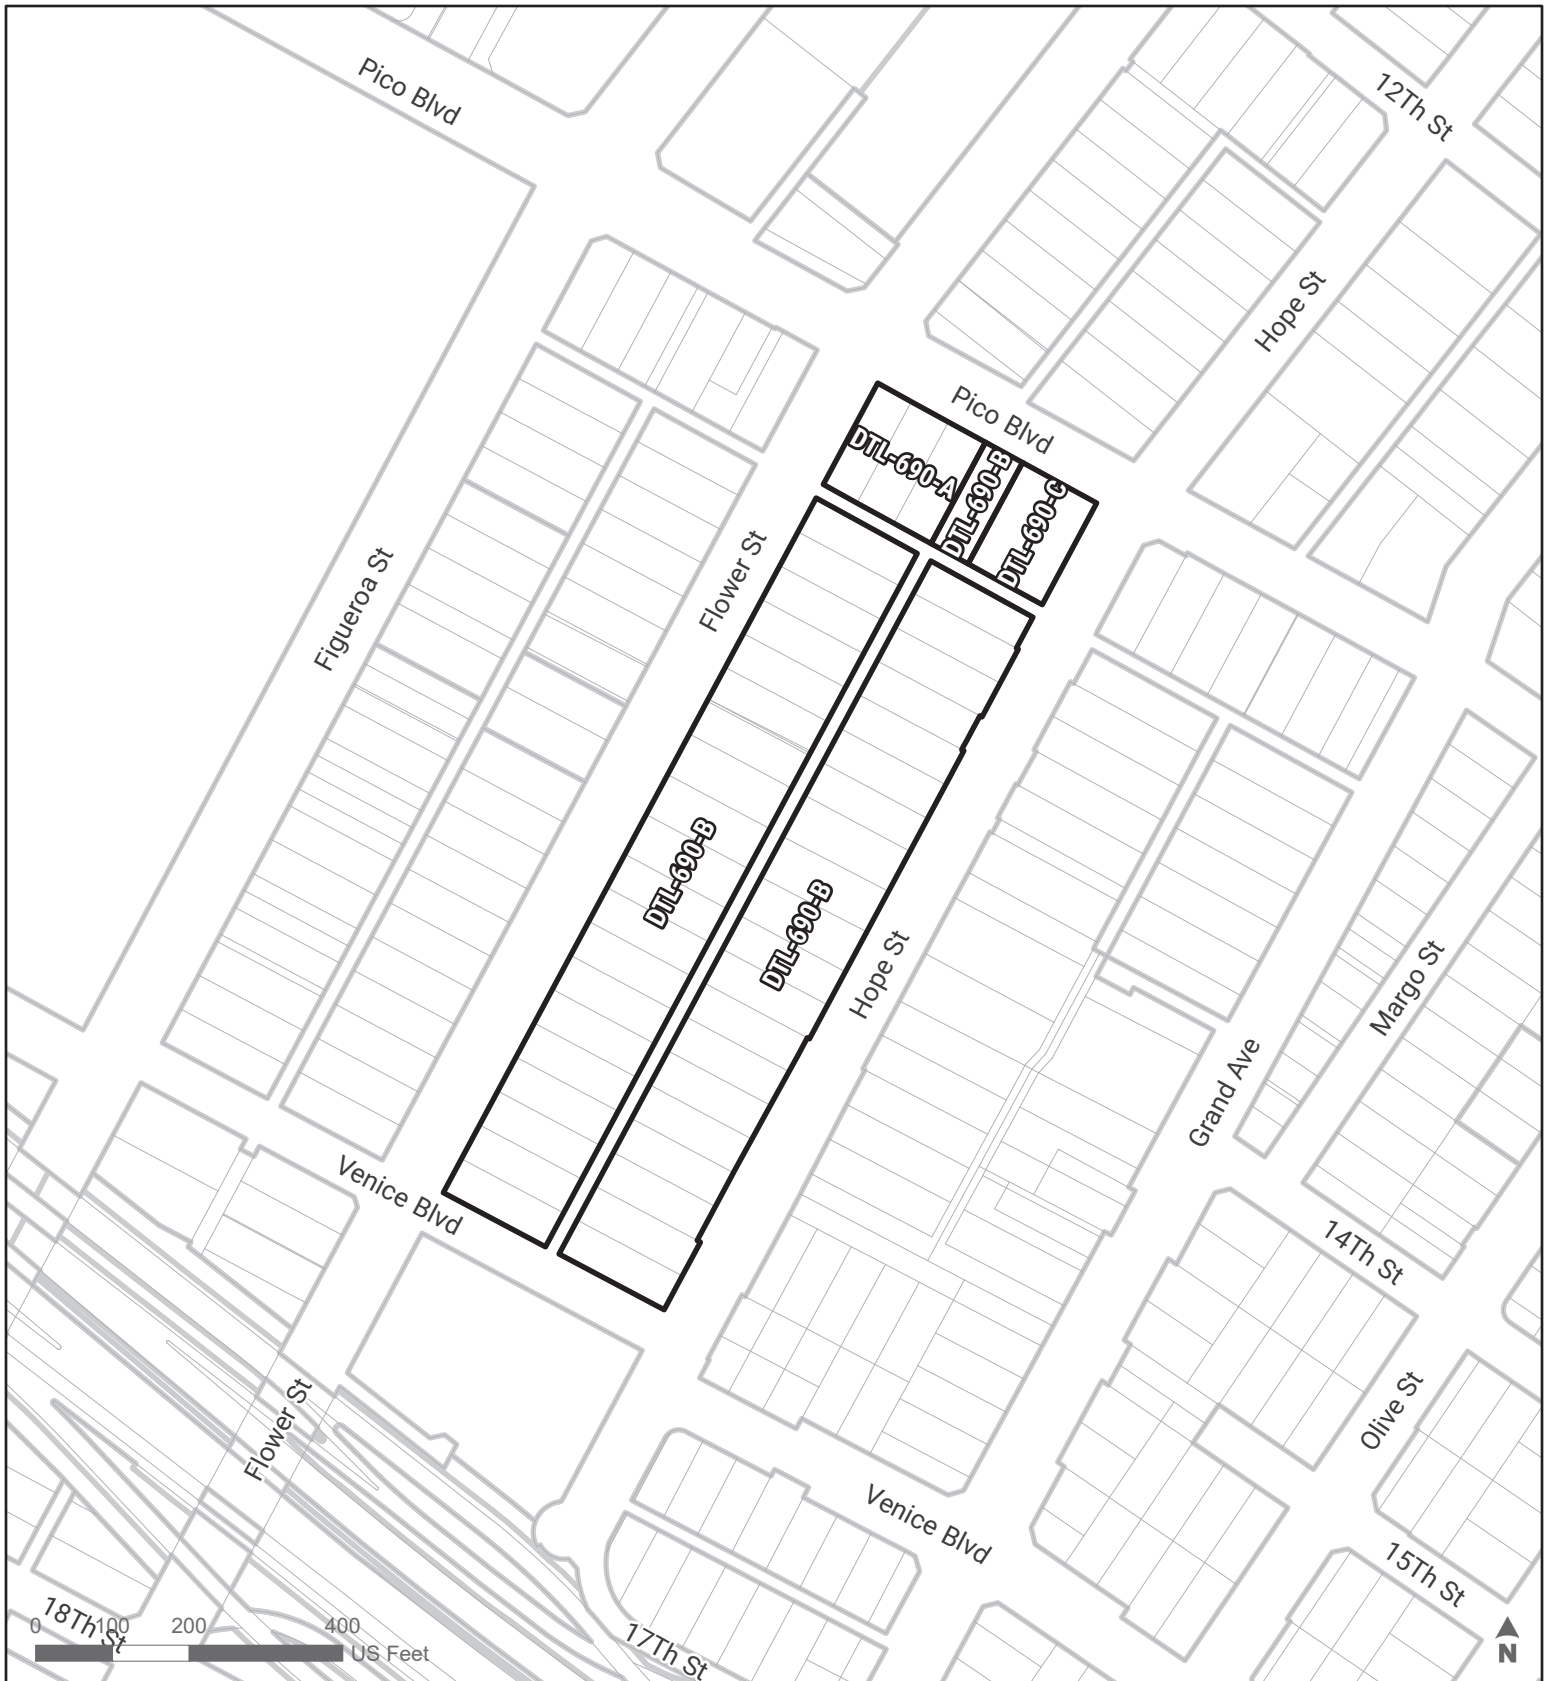 Pico Blvd
12Th St
Hope St
Pico Blvd
DTL-690-A
DTL-690-B
DTL-690-C
Flower St
Figueroa St
DTL-690-B
DTL-690-B
Hope St
Margo St
Grand Ave
Venice Blvd
14Th St
Flower St
Olive St
Venice Blvd
15Th St
18Th St
17Th St
0 100 200 400
US Feet
N